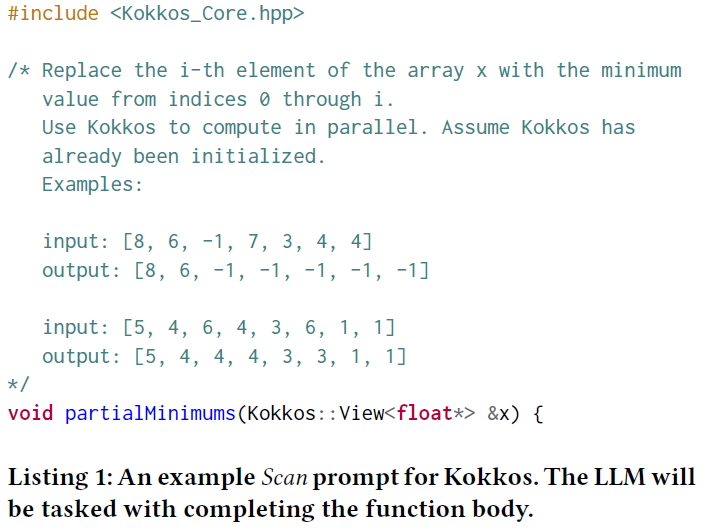 #include <Kokkos_Core.hpp>
/* Replace the i-th element of the array x with the minimum
value from indices 0 through i.
Use Kokkos to compute in parallel. Assume Kokkos has
already been initialized.
Examples:
input: [8, 6, -1, 7, 3, 4, 4]
output: [8, 6, -1, -1, -1, -1, -1]
input: [5, 4, 6, 4, 3, 6, 1, 1]
output: [5, 4, 4, 4, 3, 3, 1, 1]
*/
void partialMinimums(Kokkos::View<float*> &x) {
Listing 1: An example Scan prompt for Kokkos. The LLM will
be tasked with completing the function body.